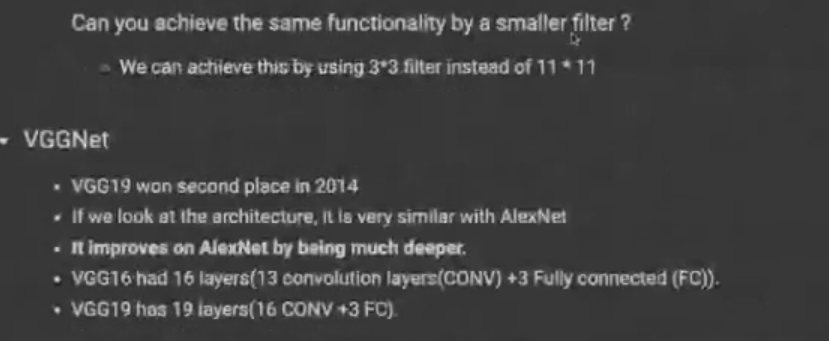 Can you achieve the same functionality by a smaller filter ?
We can achieve this by using 3*3 filter instead of 11 * 11
VGGNet
VGG19 won second place in 2014
If we look at the architecture, it is very similar with AlexNet
It improves on AlexNet by being much deeper.
VGG16 had 16 layers(13 convolution layers(CONV) +3 Fully connected (FC)).
VGG19 has 19 layers(16 CONV +3 FC).